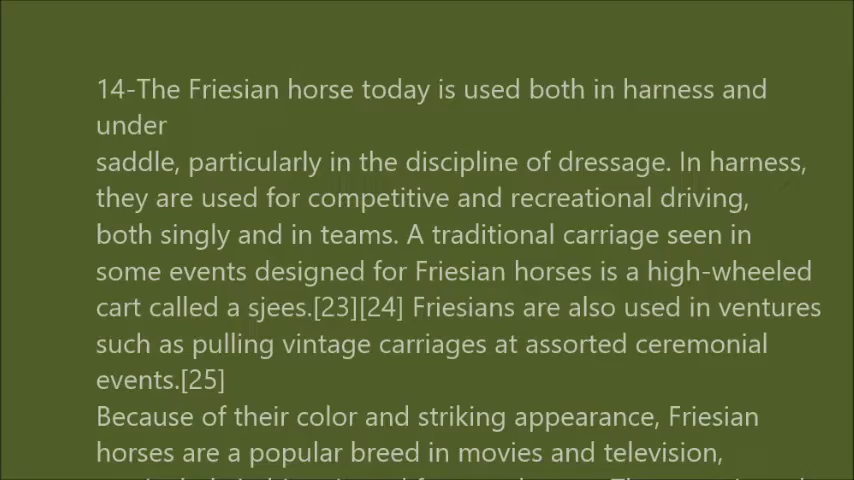 14-The Friesian horse today is used both in harness and
under
saddle, particularly in the discipline of dressage. In harness,
they are used for competitive and recreational driving,
both singly and in teams. A traditional carriage seen in
some events designed for Friesian horses is a high-wheeled
cart called a sjees.[23][24] Friesians are also used in ventures
such as pulling vintage carriages at assorted ceremonial
events.[25]
Because of their color and striking appearance, Friesian
horses are a popular breed in movies and television,